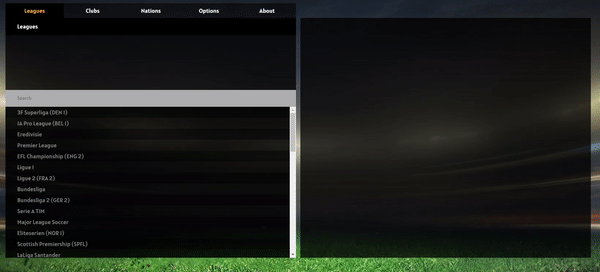 Leagues Clubs Nations Options About
Leagues
Search
3F Superliga (DEN 1)
1A Pro League (BEL 1)
Eredivisie
Premier League
EFL Championship (ENG 2)
Ligue 1
Ligue 2 (FRA 2)
Bundesliga
Bundesliga 2 (GER 2)
Serie A TIM
Major League Soccer
Eliteserien (NOR 1)
Scottish Premiership (SPFL)
LaLiga Santander